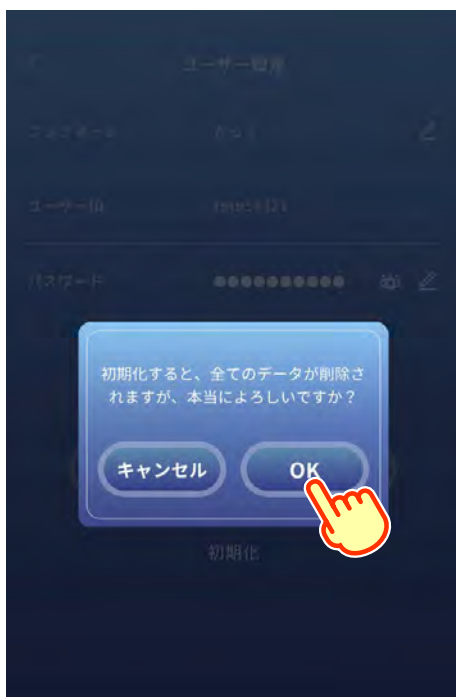 ユーザー管理
ユーザーID
パスワード ●●●●●●●●●●
初期化すると、全てのデータが削除さ
れますが、本当によろしいですか？
キャンセル OK
初期化